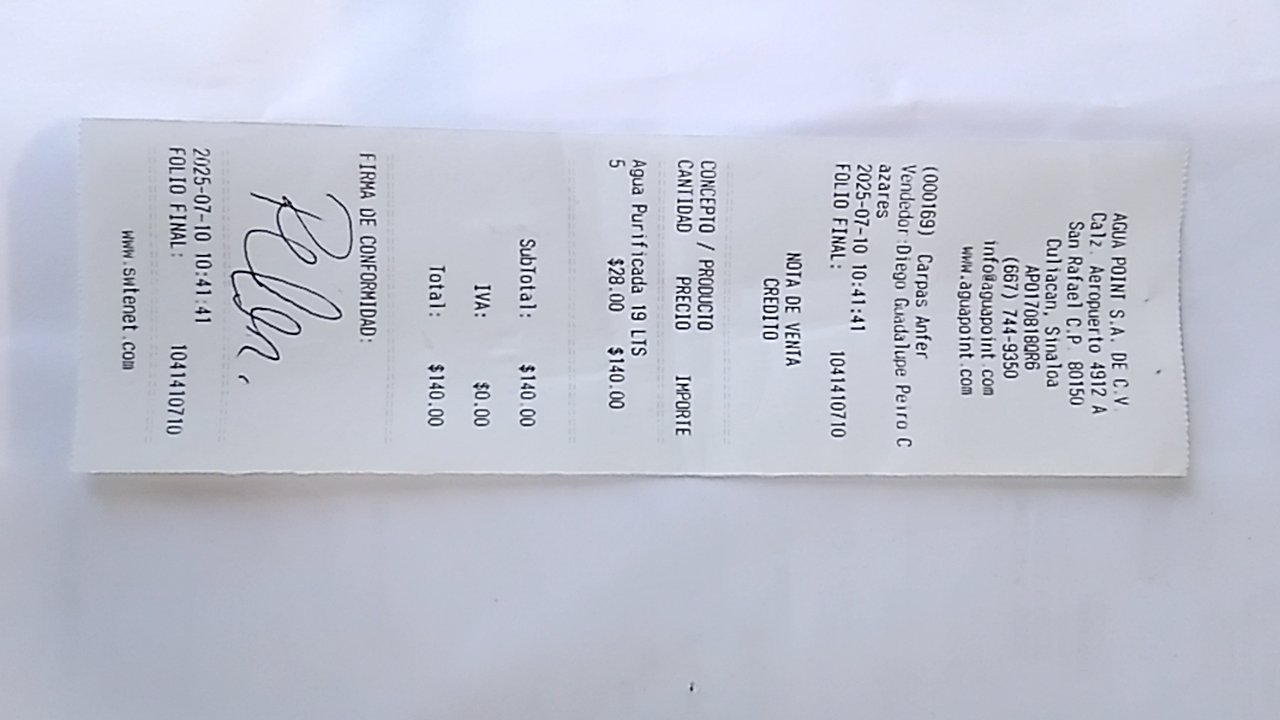 AGUA POINT S.A. DE C.V.
Calz. Aeropuerto 4912 A
San Rafael C.P. 80150
Culiacan, Sinaloa
APO170818QR6
(667) 744-9350
info@aguapoint.com
www.aguapoint.com
(000169) Carpas Anfer
Vendedor:Diego Guadalupe Peiro C
azares
2025-07-10 10:41:41
FOLIO FINAL: 1041410710
NOTA DE VENTA
CREDITO
CONCEPTO / PRODUCTO
CANTIDAD PRECIO IMPORTE
Agua Purificada 19 LTS
5 $28.00 $140.00
SubTotal: $140.00
IVA: $0.00
Total: $140.00
FIRMA DE CONFORMIDAD:
2025-07-10 10:41:41
FOLIO FINAL: 1041410710
www.swtenet.com